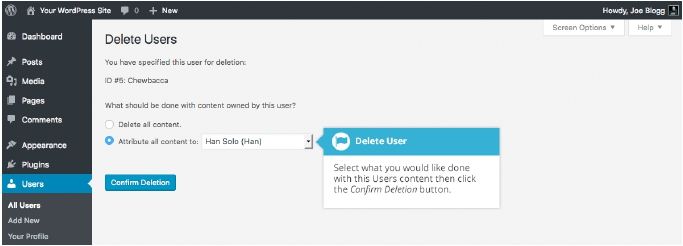 Your WordPress Site 0 + New Howdy, Joe Blogg
Screen Options ▼ Help ▼
Dashboard
Posts
Media
Pages
Comments
Appearance
Plugins
Users
All Users
Add New
Your Profile
Delete Users
You have specified this user for deletion:
ID #5: Chewbacca
What should be done with content owned by this user?
Delete all content.
Attribute all content to: Han Solo (Han)
Confirm Deletion
Delete User
Select what you would like done
with this Users content then click
the Confirm Deletion button.